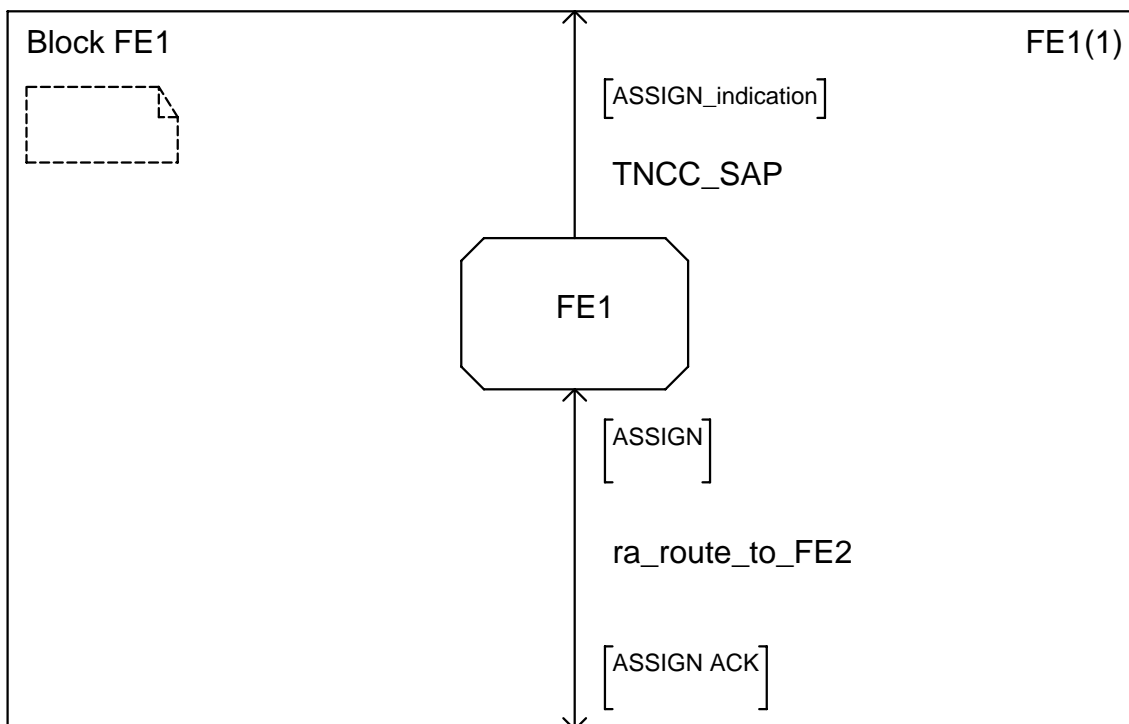 Block FE1
FE1(1)
[ASSIGN_indication]
TNCC_SAP
FE1
[ASSIGN]
ra_route_to_FE2
[ASSIGN ACK]